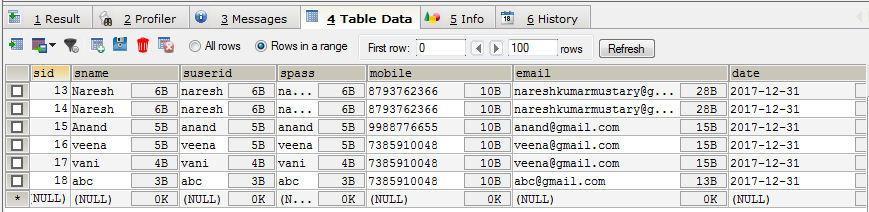 1 Result 2 Profiler 3 Messages 4 Table Data 5 Info 18 6 History
All rows Rows in a range First row: 0 100 rows Refresh
sid sname suserid spass mobile email date
13 Naresh 6B naresh 6B na... 6B 8793762366 10B nareshkumarmustary@g... 28B 2017-12-31
14 Naresh 6B naresh 6B na... 6B 8793762366 10B nareshkumarmustary@g... 28B 2017-12-31
15 Anand 5B anand 5B anand 5B 9988776655 10B anand@gmail.com 15B 2017-12-31
16 veena 5B veena 5B veena 5B 7385910048 10B veena@gmail.com 15B 2017-12-31
17 vani 4B vani 4B vani 4B 7385910048 10B veena@gmail.com 15B 2017-12-31
18 abc 3B abc 3B abc 3B 7385910048 10B abc@gmail.com 13B 2017-12-31
* (NULL) (NULL) 0K (NULL) 0K (N... 0K (NULL) 0K (NULL) 0K (NULL)